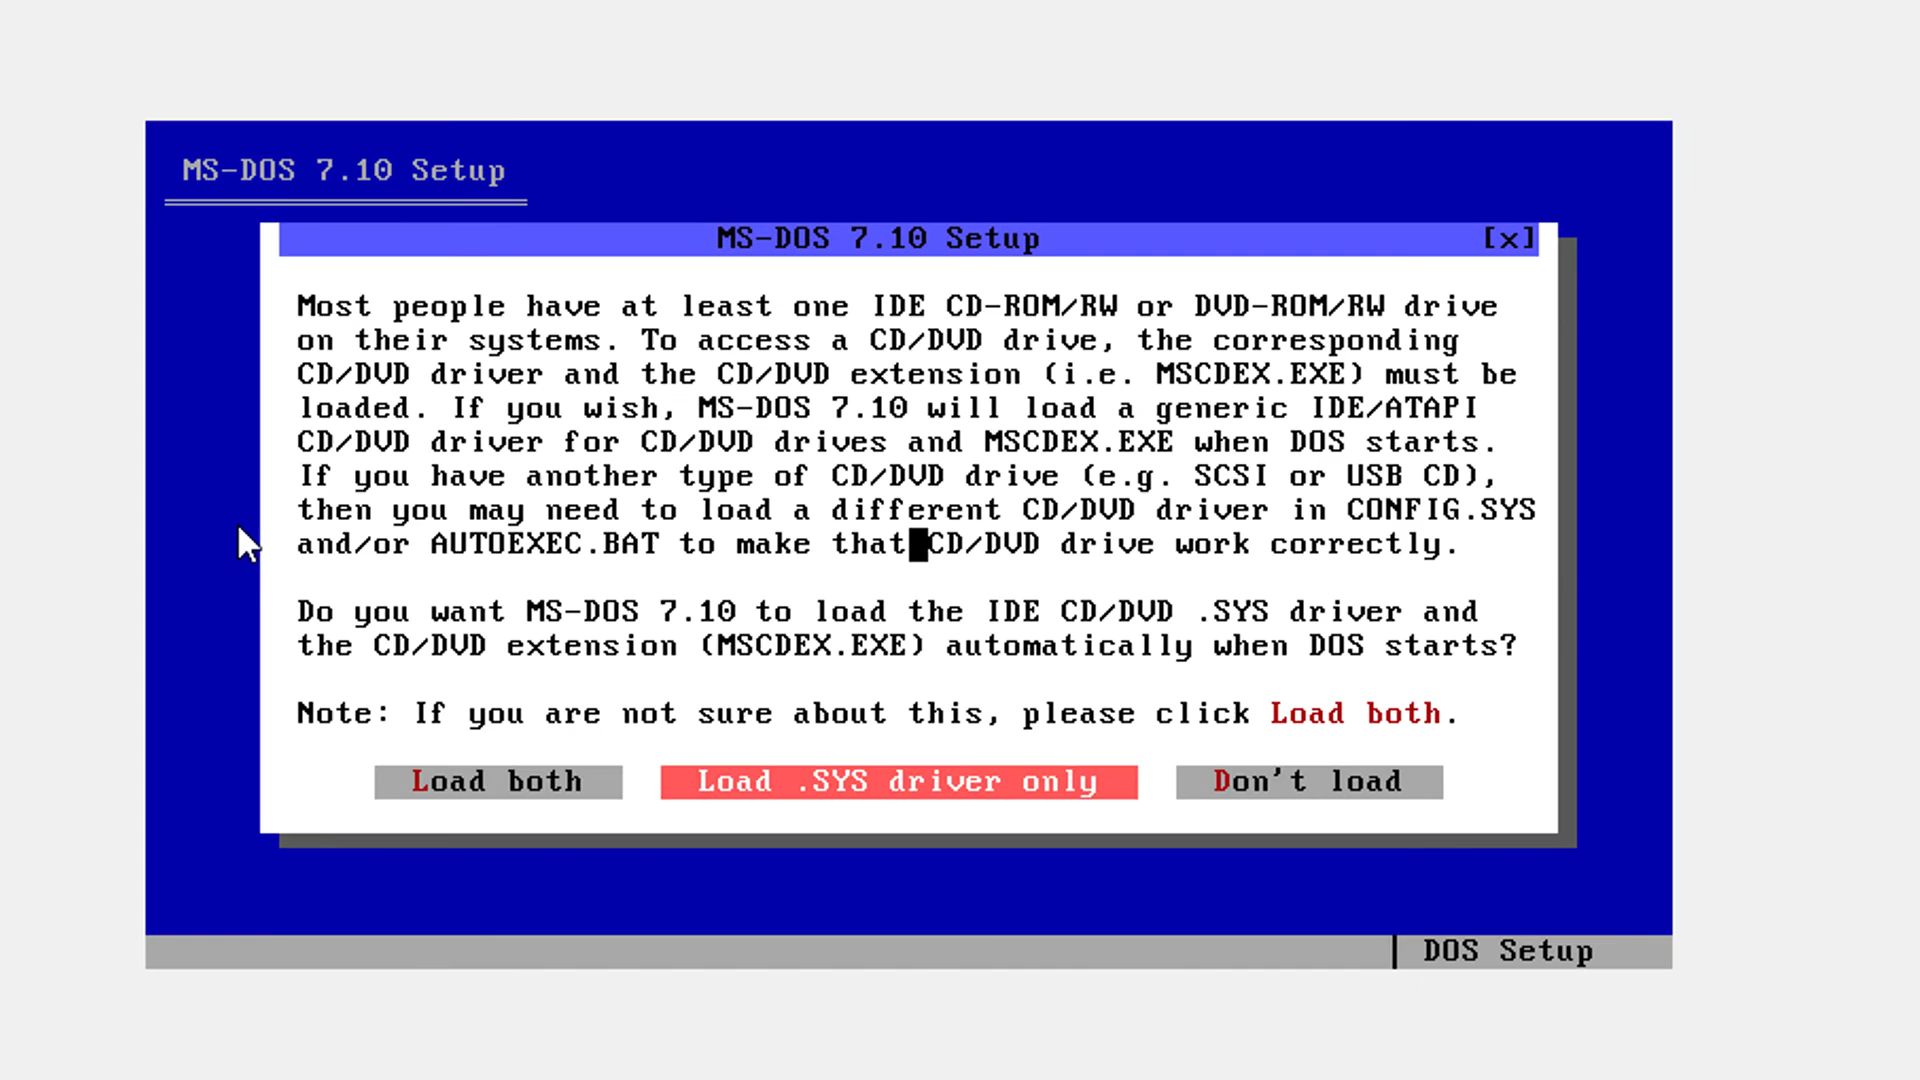 MS-DOS 7.10 Setup
MS-DOS 7.10 Setup [x]
Most people have at least one IDE CD-ROM/RW or DVD-ROM/RW drive
on their systems. To access a CD/DVD drive, the corresponding
CD/DVD driver and the CD/DVD extension (i.e. MSCDEX.EXE) must be
loaded. If you wish, MS-DOS 7.10 will load a generic IDE/ATAPI
CD/DVD driver for CD/DVD drives and MSCDEX.EXE when DOS starts.
If you have another type of CD/DVD drive (e.g. SCSI or USB CD),
then you may need to load a different CD/DVD driver in CONFIG.SYS
and/or AUTOEXEC.BAT to make that CD/DVD drive work correctly.
Do you want MS-DOS 7.10 to load the IDE CD/DVD .SYS driver and
the CD/DVD extension (MSCDEX.EXE) automatically when DOS starts?
Note: If you are not sure about this, please click Load both.
Load both Load .SYS driver only Don't load
DOS Setup